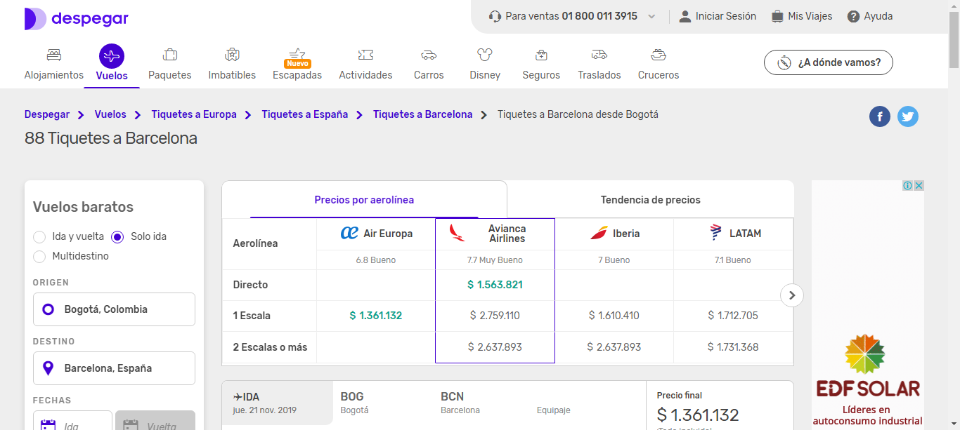 despegar
Para ventas 01 800 011 3915
Iniciar Sesión
Mis Viajes
Ayuda
Alojamientos
Vuelos
Paquetes
Imbatibles
Nuevo
Escapadas
Actividades
Carros
Disney
Seguros
Traslados
Cruceros
¿A dónde vamos?
Despegar > Vuelos > Tiquetes a Europa > Tiquetes a España > Tiquetes a Barcelona > Tiquetes a Barcelona desde Bogotá
88 Tiquetes a Barcelona
Vuelos baratos
Ida y vuelta Solo ida
Multidestino
ORIGEN
Bogotá, Colombia
DESTINO
Barcelona, España
FECHAS
Ida Vuelta
Precios por aerolínea Tendencia de precios
Aerolínea Air Europa Avianca Airlines Iberia LATAM
6.8 Bueno 7.7 Muy Bueno 7 Bueno 7.1 Bueno
Directo $ 1.563.821
1 Escala $ 1.361.132 $ 2.759.110 $ 1.610.410 $ 1.712.705
2 Escalas o más $ 2.637.893 $ 2.637.893 $ 1.731.368
IDA BOG BCN Precio final
jue. 21 nov. 2019 Bogotá Barcelona Equipaje
$ 1.361.132
EDF SOLAR
Líderes en
autoconsumo industrial